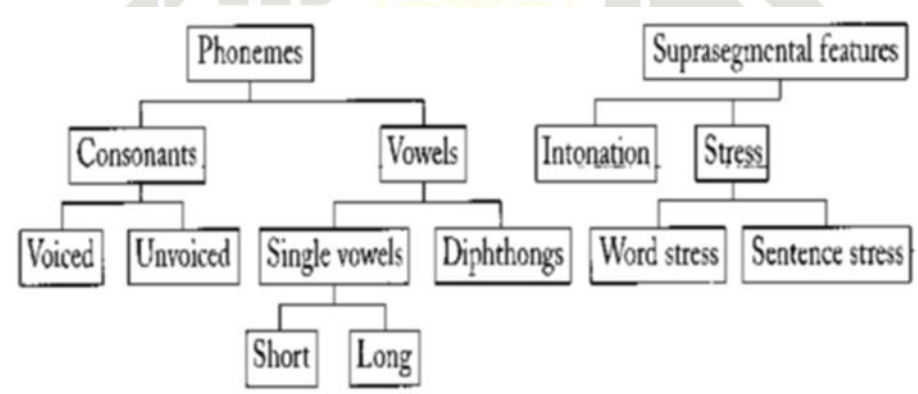 Phonemes
Suprasegmental features
Consonants
Vowels
Intonation
Stress
Voiced
Unvoiced
Single vowels
Diphthongs
Word stress
Sentence stress
Short
Long